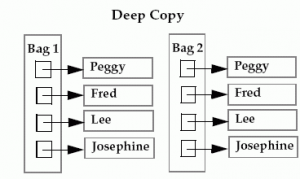 Deep Copy
Bag 1
Peggy
Fred
Lee
Josephine
Bag 2
Peggy
Fred
Lee
Josephine